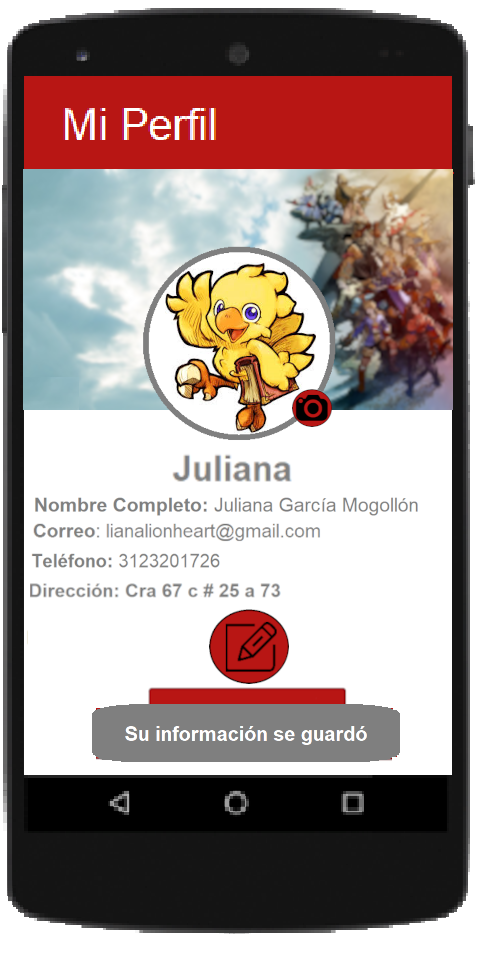 Mi Perfil
Juliana
Nombre Completo: Juliana García Mogollón
Correo: lianalionheart@gmail.com
Teléfono: 3123201726
Dirección: Cra 67 c # 25 a 73
Su información se guardó